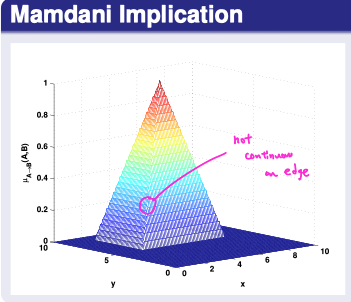 Mamdani Implication
1
0.8
0.6
0.4
0.2
0
μA→B(A,B)
10
5
0
y
0
2
4
6
8
10
x
not
continuous
on edge